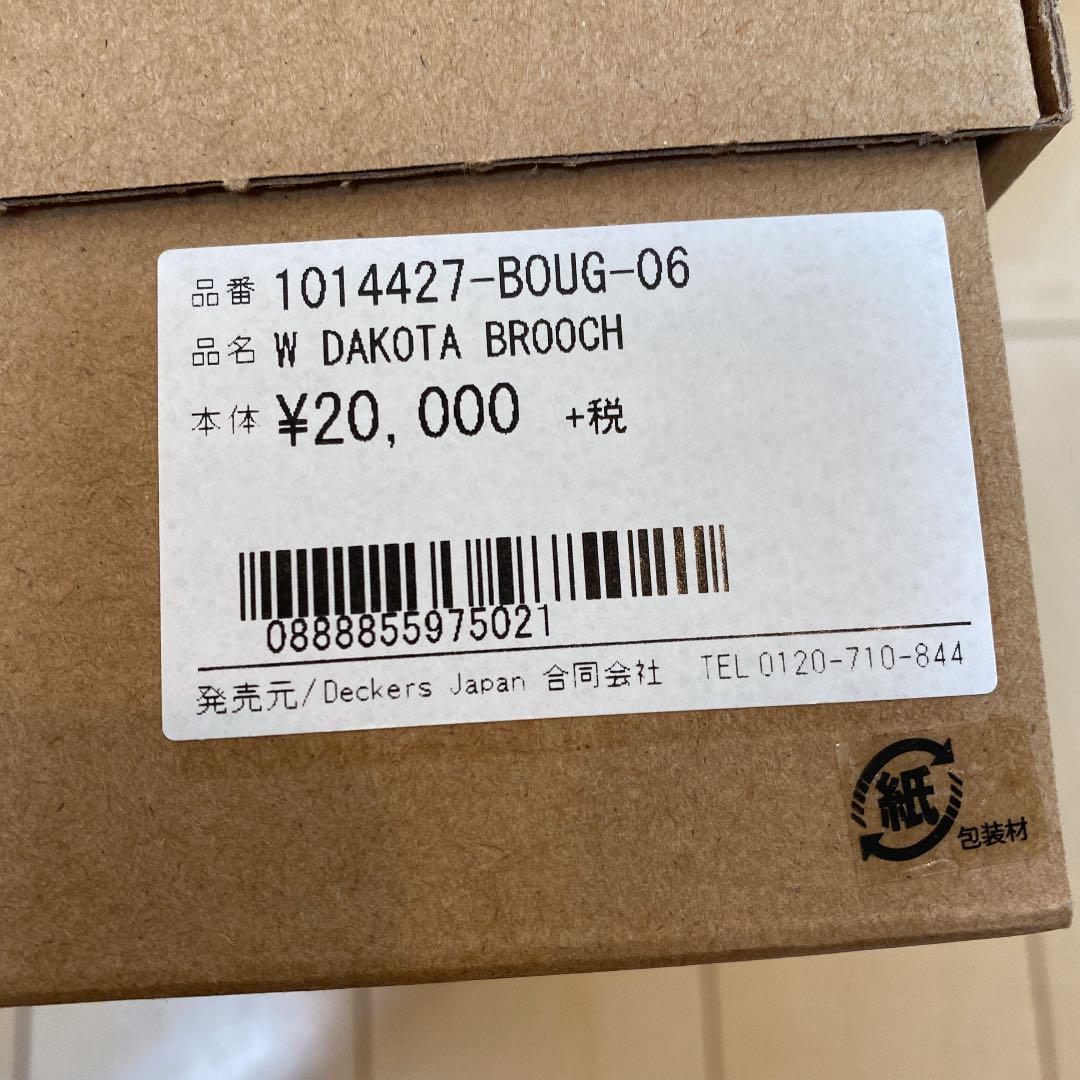 品番 1014427-BOUG-06
品名 W DAKOTA BROOCH
本体 ¥20,000 +税
0888855975021
発売元/Deckers Japan 合同会社 TEL 0120-710-844
紙
包装材